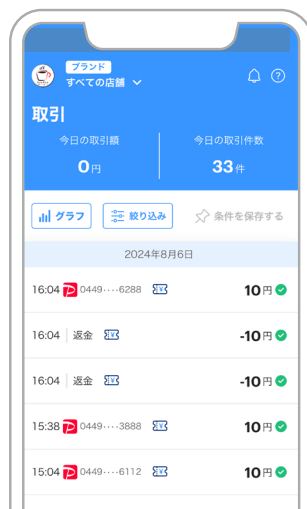 ブランド
すべての店舗
取引
今日の取引額 今日の取引件数
0円 33件
グラフ 絞り込み 条件を保存する
2024年8月6日
16:04 0449····6288 10円
16:04 返金 -10円
16:04 返金 -10円
15:38 0449····3888 10円
15:04 0449····6112 10円